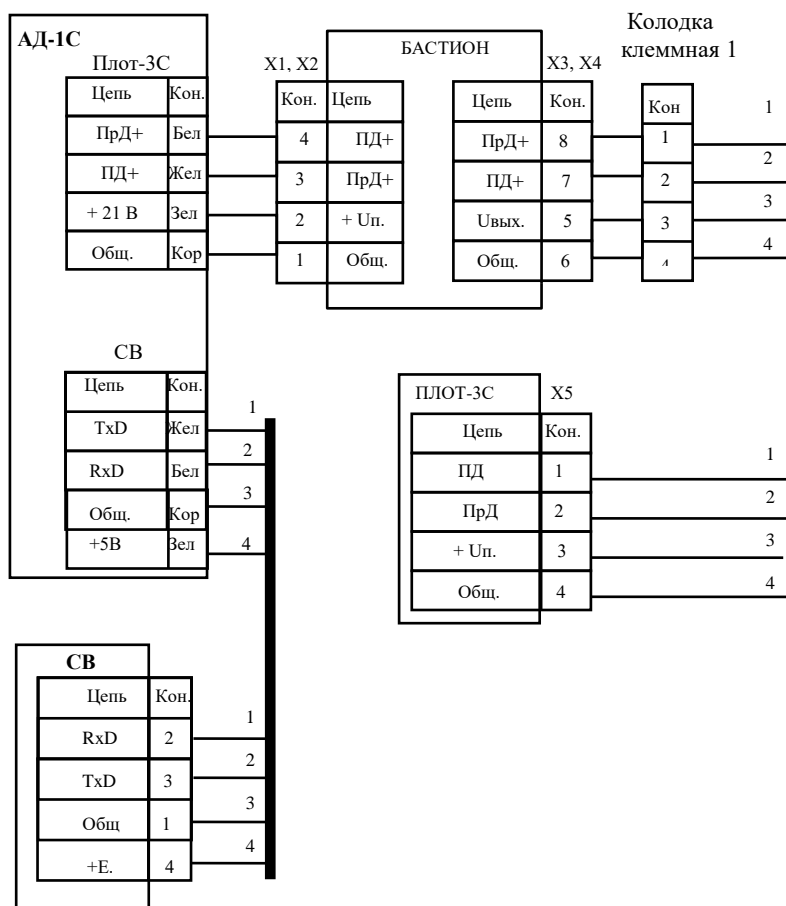 АД-1С
Плот-3С
Цепь Кон.
ПрД+ Бел
ПД+ Жел
+ 21 В Зел
Общ. Кор
X1, X2
БАСТИОН
X3, X4
Кон. Цепь
4 ПД+
3 ПрД+
2 + Uп.
1 Общ.
Цепь Кон.
ПрД+ 8
ПД+ 7
Uвых. 5
Общ. 6
Колодка
клеммная 1
Кон
1
2
3
4
1
2
3
4
СВ
Цепь Кон.
TxD Жел
RxD Бел
Общ. Кор
+5В Зел
1
2
3
4
ПЛОТ-3С X5
Цепь Кон.
ПД 1
ПрД 2
+ Uп. 3
Общ. 4
1
2
3
4
СВ
Цепь Кон.
RxD 2
TxD 3
Общ 1
+E. 4
1
2
3
4